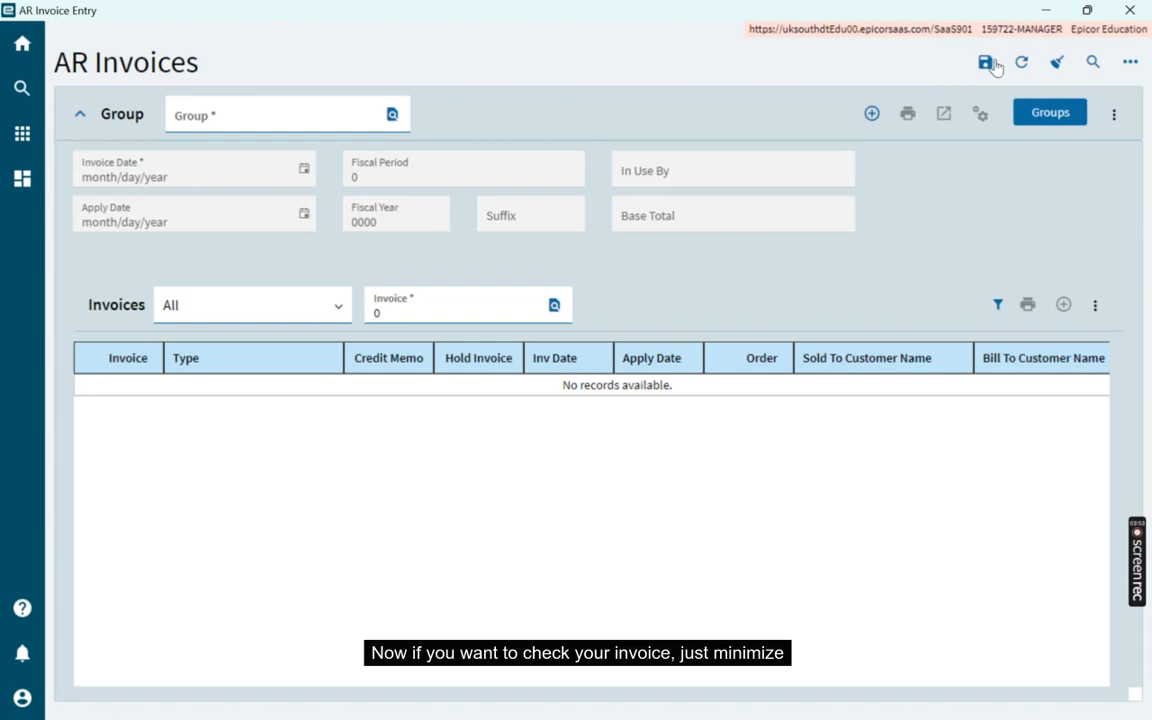 AR Invoice Entry
https://uksouthdtEdu00.epicorsaas.com/SaaS901 159722-MANAGER Epicor Education
AR Invoices
Group
Group *
Groups
Invoice Date *
month/day/year
Fiscal Period
0
In Use By
Apply Date
month/day/year
Fiscal Year
0000
Suffix
Base Total
Invoices
All
Invoice *
0
Invoice Type Credit Memo Hold Invoice Inv Date Apply Date Order Sold To Customer Name Bill To Customer Name
No records available.
03:53
screenrec
Now if you want to check your invoice, just minimize